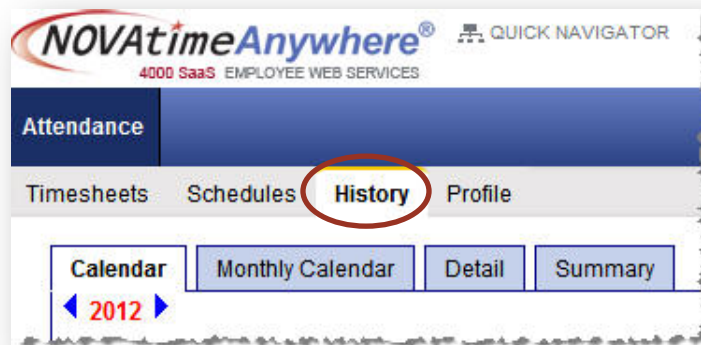 NOVAtimeAnywhere® QUICK NAVIGATOR
4000 SaaS EMPLOYEE WEB SERVICES
Attendance
Timesheets Schedules History Profile
Calendar Monthly Calendar Detail Summary
2012